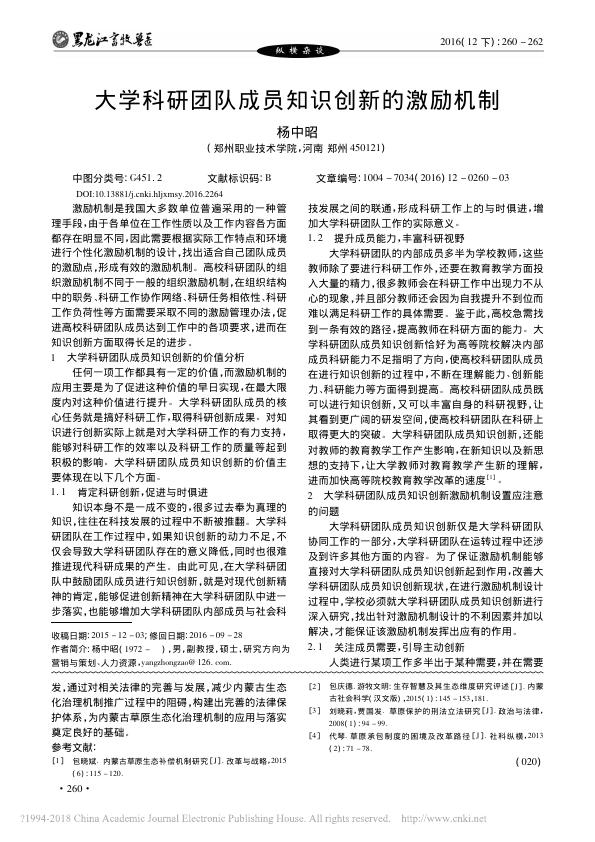 黑龙江畜牧兽医
2016(12下):260-262
纵横杂谈
大学科研团队成员知识创新的激励机制
杨中昭
(郑州职业技术学院,河南 郑州 450121)
中图分类号:G451.2 文献标识码:B 文章编号:1004-7034(2016)12-0260-03
DOI:10.13881/j.cnki.hljxmsy.2016.2264
激励机制是我国大多数单位普遍采用的一种管
理手段,由于各单位在工作性质以及工作内容各方面
都存在明显不同,因此需要根据实际工作特点和环境
进行个性化激励机制的设计,找出适合自己团队成员
的激励点,形成有效的激励机制。高校科研团队的组
织激励机制不同于一般的组织激励机制,在组织结构
中的职务、科研工作协作网络、科研任务相依性、科研
工作负荷性等方面需要采取不同的激励管理办法,促
进高校科研团队成员达到工作中的各项要求,进而在
知识创新方面取得长足的进步。
1 大学科研团队成员知识创新的价值分析
任何一项工作都具有一定的价值,而激励机制的
应用主要是为了促进这种价值的早日实现,在最大限
度内对这种价值进行提升。大学科研团队成员的核
心任务就是搞好科研工作,取得科研创新成果。对知
识进行创新实际上就是对大学科研工作的有力支持,
能够对科研工作的效率以及科研工作的质量等起到
积极的影响。大学科研团队成员知识创新的价值主
要体现在以下几个方面。
1.1 肯定科研创新,促进与时俱进
知识本身不是一成不变的,很多过去奉为真理的
知识,往往在科技发展的过程中不断被推翻。大学科
研团队在工作过程中,如果知识创新的动力不足,不
仅会导致大学科研团队存在的意义降低,同时也很难
推进现代科研成果的产生。由此可见,在大学科研团
队中鼓励团队成员进行知识创新,就是对现代创新精
神的肯定,能够促进创新精神在大学科研团队中进一
步落实,也能够增加大学科研团队内部成员与社会科
收稿日期:2015-12-03;修回日期:2016-09-28
作者简介:杨中昭(1972- ),男,副教授,硕士,研究方向为
营销与策划、人力资源,yangzhongzao@126.com.
技发展之间的联通,形成科研工作上的与时俱进,增
加大学科研团队工作的实际意义。
1.2 提升成员能力,丰富科研视野
大学科研团队的内部成员多半为学校教师,这些
教师除了要进行科研工作外,还要在教育教学方面投
入大量的精力,很多教师会在科研工作中出现力不从
心的现象,并且部分教师还会因为自我提升不到位而
难以满足科研工作的具体需要。鉴于此,高校急需找
到一条有效的路径,提高教师在科研方面的能力。大
学科研团队成员知识创新恰好为高等院校解决内部
成员科研能力不足指明了方向,使高校科研团队成员
在进行知识创新的过程中,不断在理解能力、创新能
力、科研能力等方面得到提高。高校科研团队成员既
可以进行知识创新,又可以丰富自身的科研视野,让
其看到更广阔的研发空间,使高校科研团队在科研上
取得更大的突破。大学科研团队成员知识创新,还能
对教师的教育教学工作产生影响,在新知识以及新思
想的支持下,让大学教师对教育教学产生新的理解,
进而加快高等院校教育教学改革的速度[1]。
2 大学科研团队成员知识创新激励机制设置应注意
的问题
大学科研团队成员知识创新仅是大学科研团队
协同工作的一部分,大学科研团队在运转过程中还涉
及到许多其他方面的内容。为了保证激励机制能够
直接对大学科研团队成员知识创新起到作用,改善大
学科研团队成员知识创新现状,在进行激励机制设计
过程中,学校必须就大学科研团队成员知识创新进行
深入研究,找出针对激励机制设计的不利因素并加以
解决,才能保证该激励机制发挥出应有的作用。
2.1 关注成员需要,引导主动创新
人类进行某项工作多半出于某种需要,并在需要
发,通过对相关法律的完善与发展,减少内蒙古生态
化治理机制推广过程中的阻碍,构建出完善的法律保
护体系,为内蒙古草原生态化治理机制的应用与落实
奠定良好的基础。
参考文献:
[1] 包晓斌. 内蒙古草原生态补偿机制研究[J]. 改革与战略,2015
(6):115-120.
[2] 包庆德. 游牧文明:生存智慧及其生态维度研究评述[J]. 内蒙
古社会科学(汉文版),2015(1):145-153,181.
[3] 刘晓莉,贾国发. 草原保护的刑法立法研究[J]. 政治与法律,
2008(1):94-99.
[4] 代琴. 草原承包制度的困境及改革路径[J]. 社科纵横,2013
(2):71-78.
(020)
·260·
?1994-2018 China Academic Journal Electronic Publishing House. All rights reserved. http://www.cnki.net